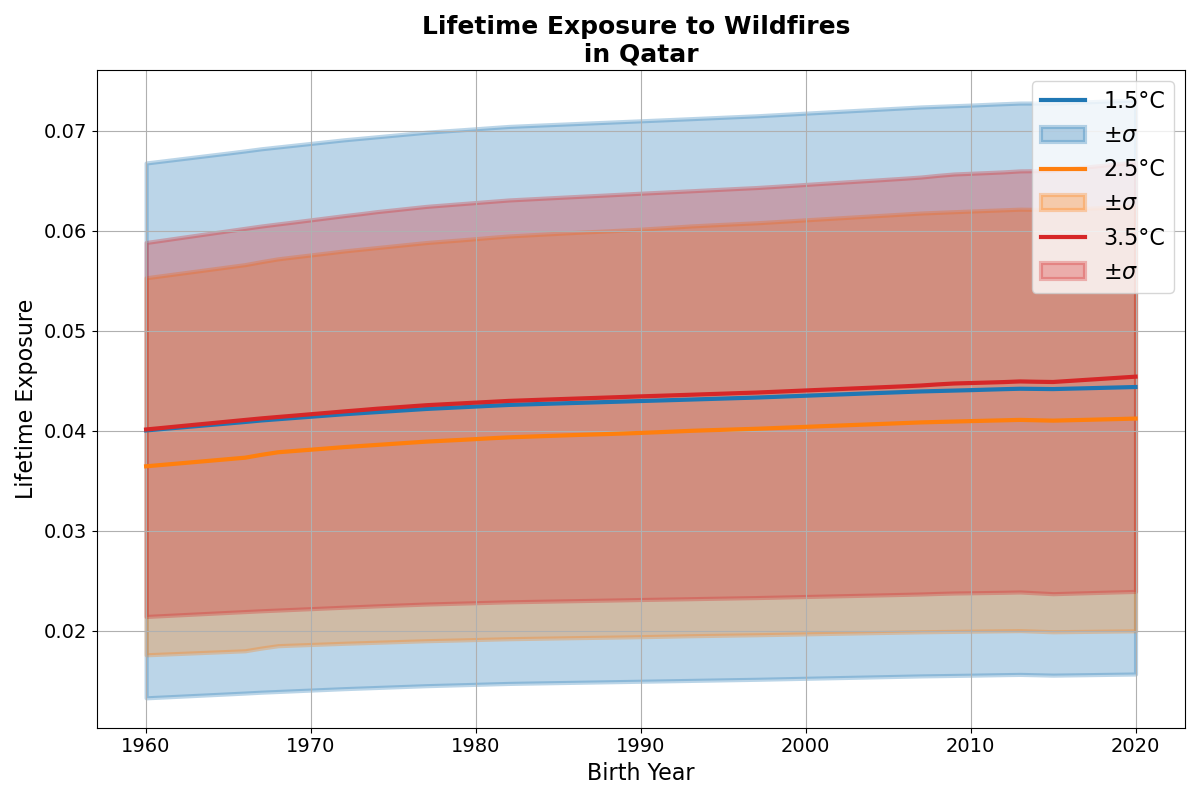 Lifetime Exposure to Wildfires
in Qatar
Lifetime Exposure
0.07
0.06
0.05
0.04
0.03
0.02
1960
1970
1980
1990
2000
2010
2020
Birth Year
1.5°C
±σ
2.5°C
±σ
3.5°C
±σ